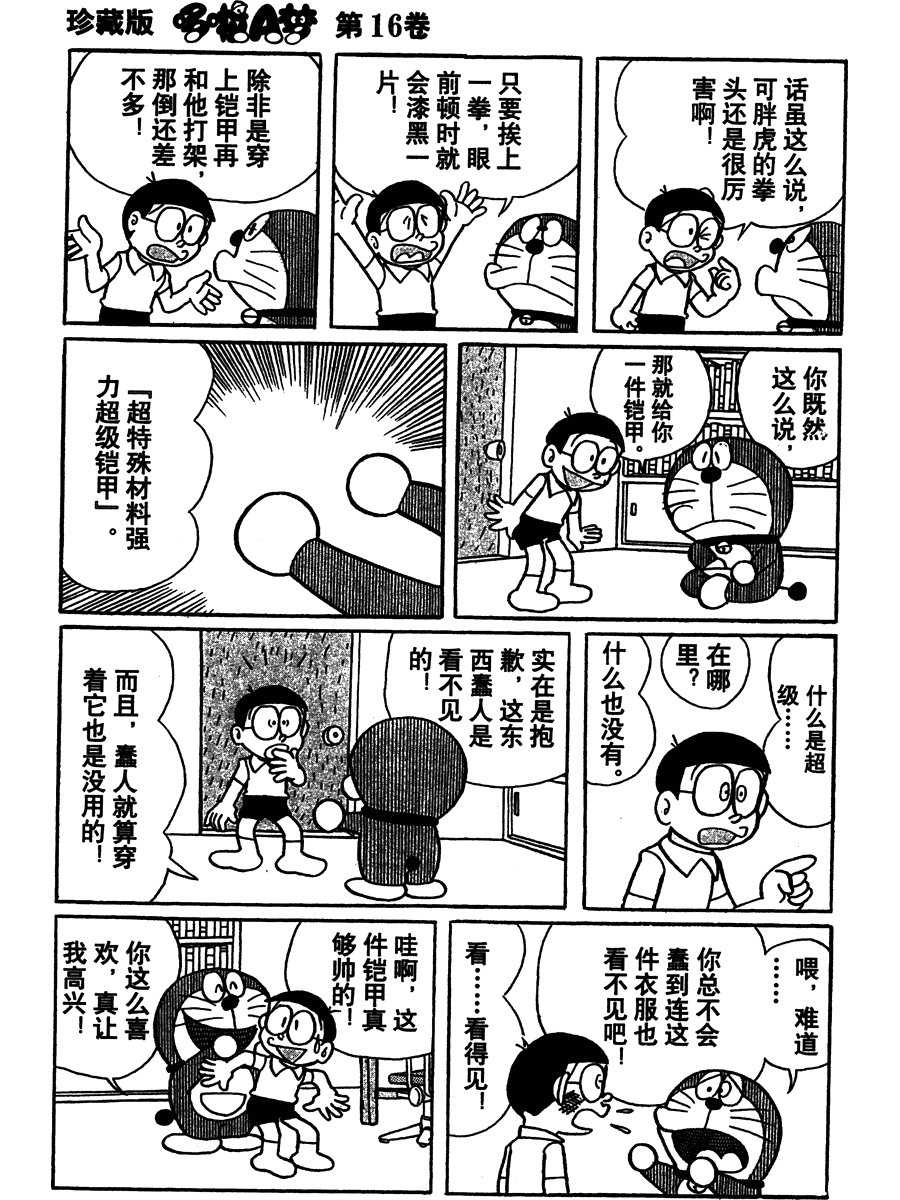 珍藏版 哆啦A梦 第16卷
话虽这么说，
可胖虎的拳
头还是很厉
害啊！
只要挨上
一拳，眼
前顿时就
会漆黑一
片！
除非是穿
上铠甲再
和他打架，
那倒还差
不多！
你既然
这么说，
那就给你
一件铠甲。
『超特殊材料强
力超级铠甲』。
什么是超
级……
在哪
里？
什么也没有。
实在是抱
歉，这东
西蠢人是
看不见
的！
而且，蠢人就算穿
着它也是没用的！
喂，难道
……
你总不会
蠢到连这
件衣服也
看不见吧！
看……看得见！
哇啊，这
件铠甲真
够帅的！
你这么喜
欢，真让
我高兴！